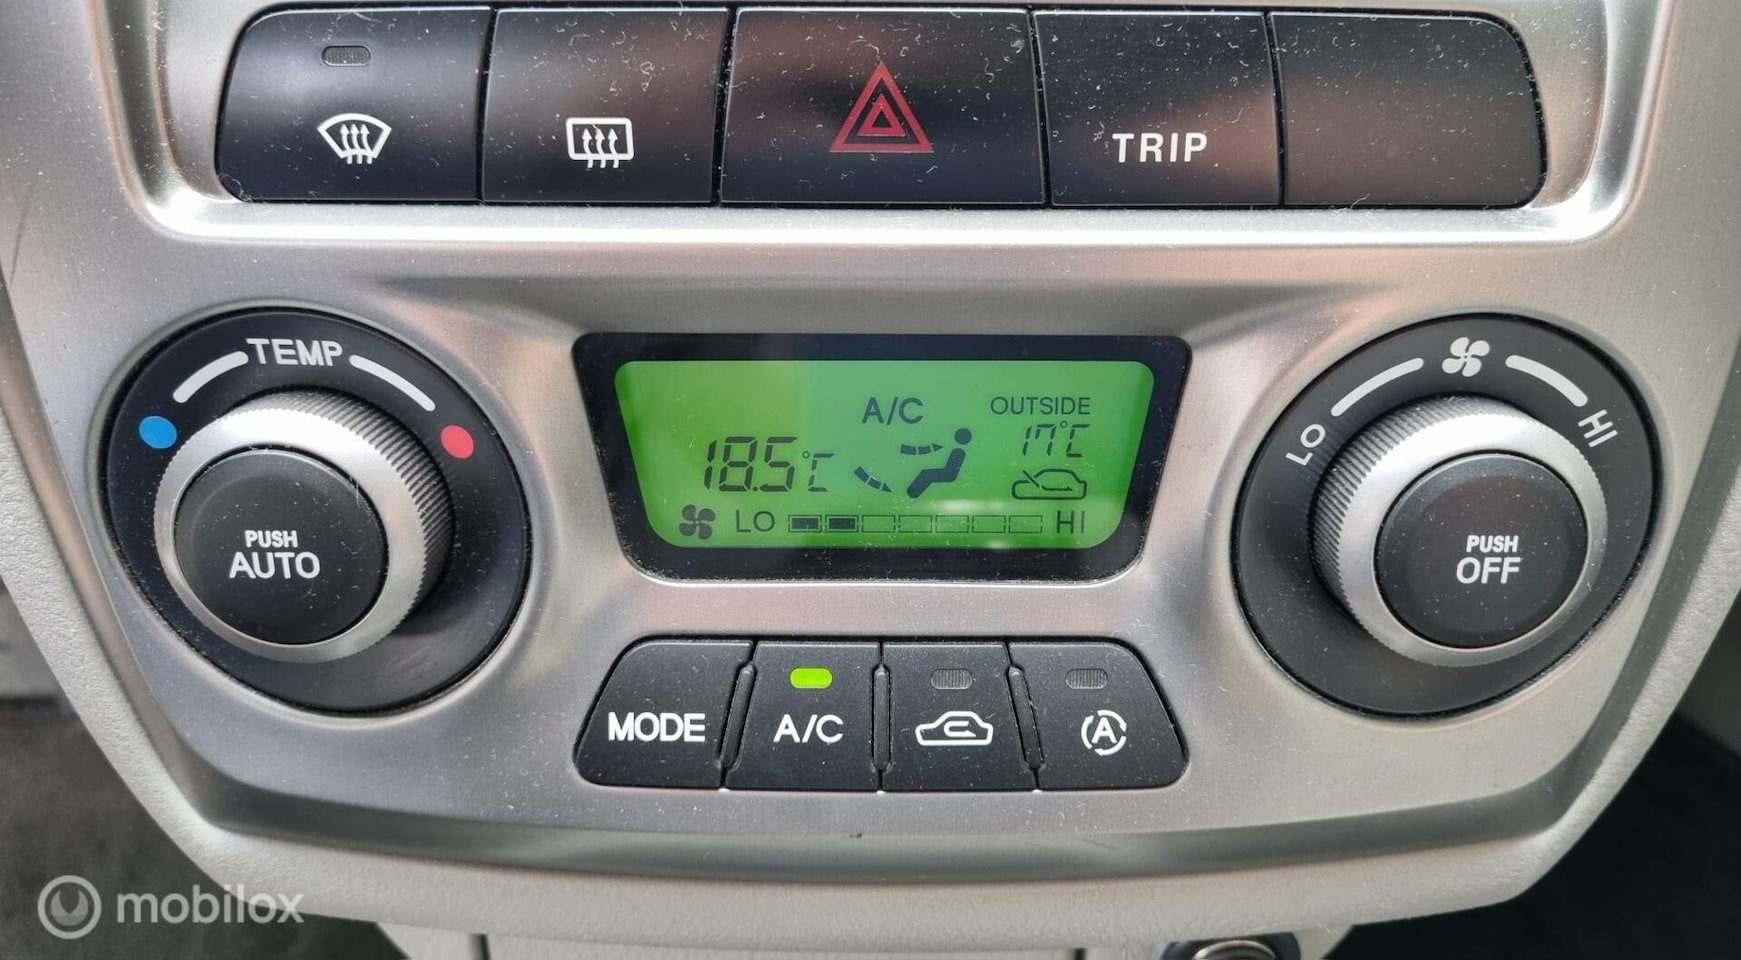 TRIP
TEMP
PUSH
AUTO
A/C
OUTSIDE
18.5°C
17°C
LO HI
LO HI
PUSH
OFF
MODE
A/C
A
mobilox